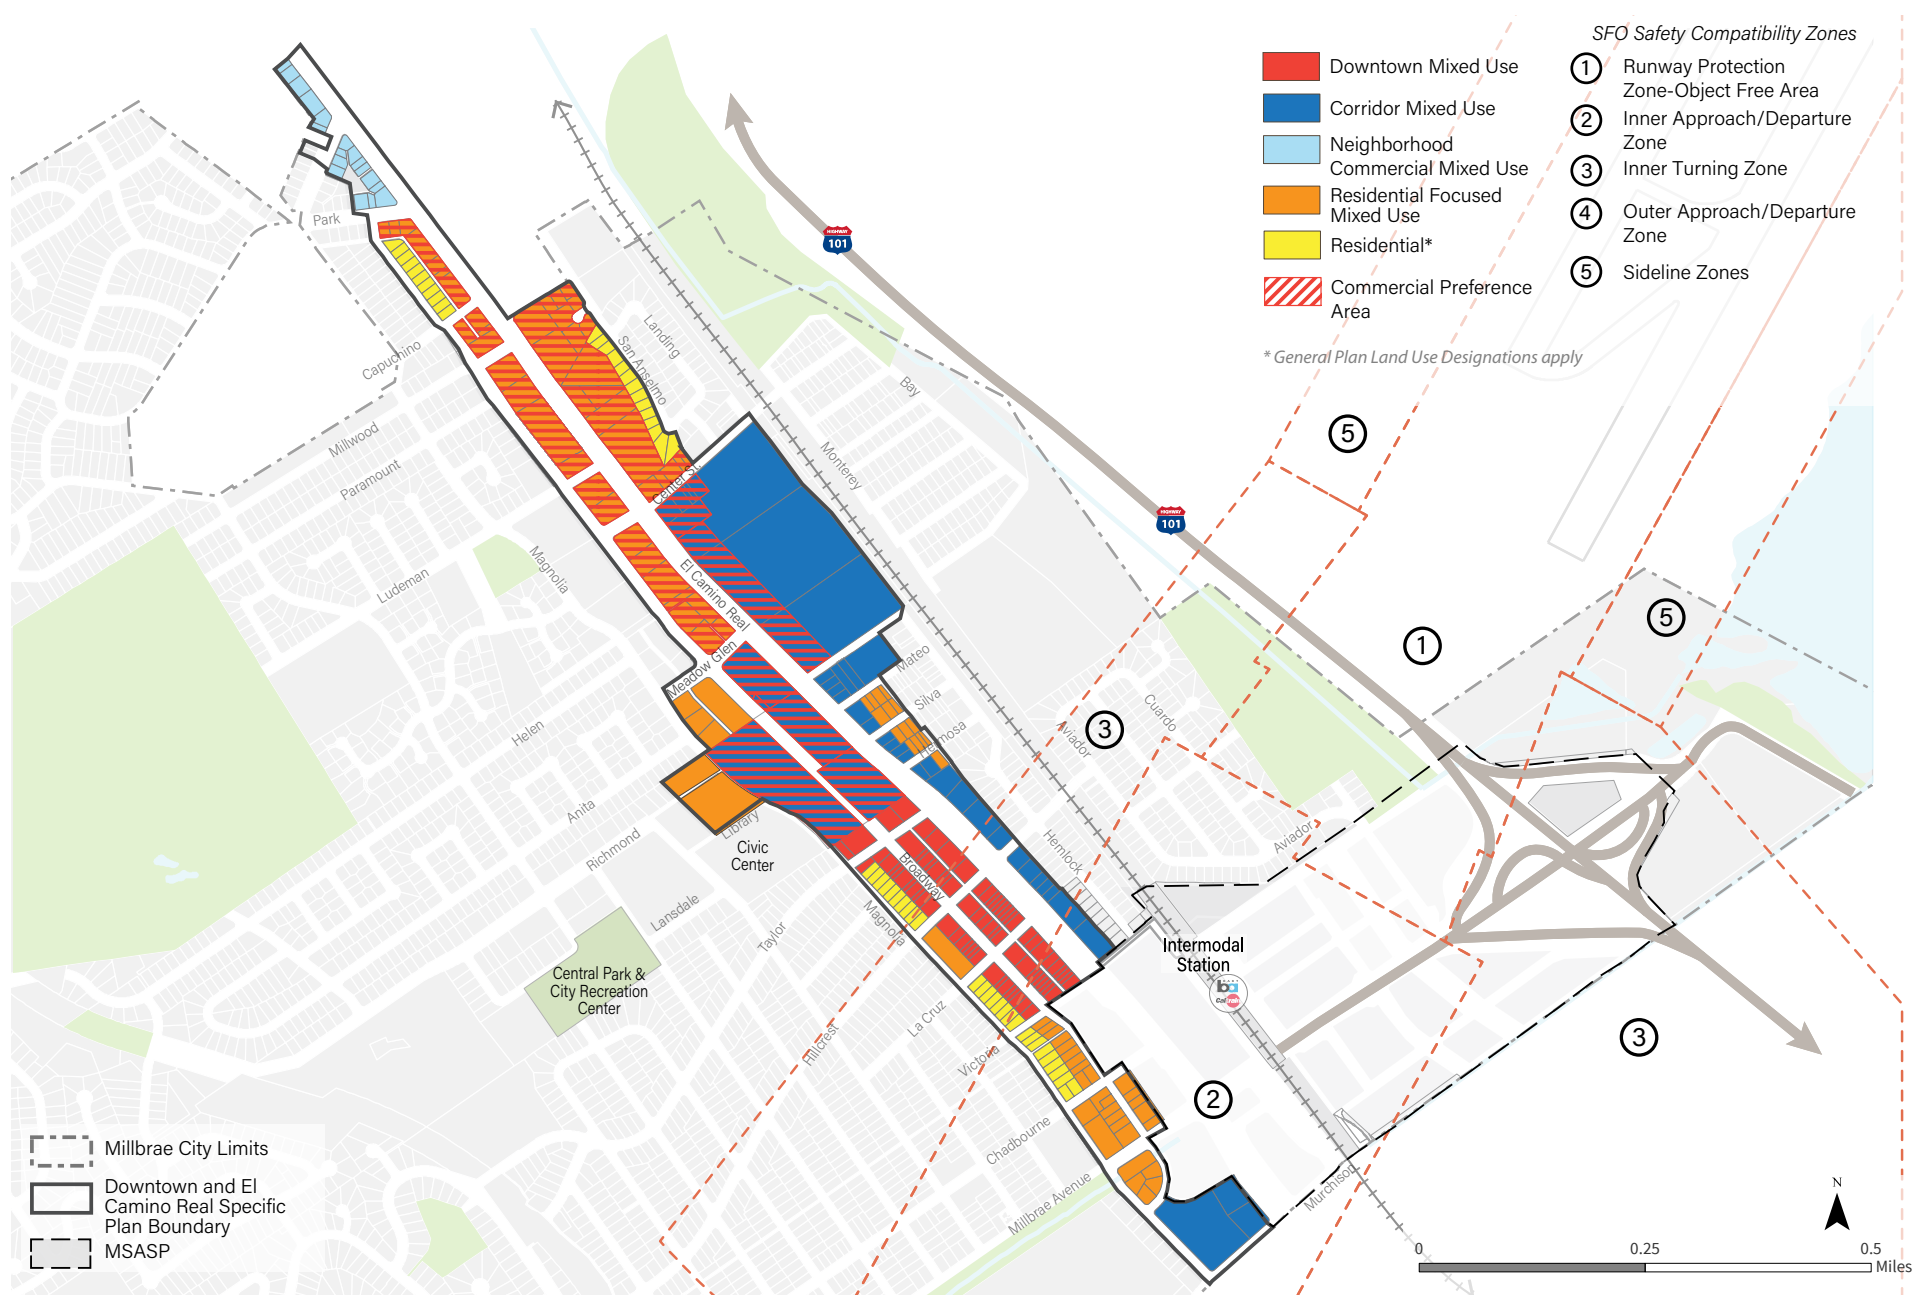 SFO Safety Compatibility Zones
Downtown Mixed Use
Corridor Mixed Use
Neighborhood
Commercial Mixed Use
Residential Focused
Mixed Use
Residential*
Commercial Preference
Area
* General Plan Land Use Designations apply
1
Runway Protection
Zone-Object Free Area
2
Inner Approach/Departure
Zone
3
Inner Turning Zone
4
Outer Approach/Departure
Zone
5
Sideline Zones
HIGHWAY
101
HIGHWAY
101
Park
Capuchino
Millwood
Paramount
Ludeman
Magnolia
Landing
San Anselmo
Bay
Monterey
Center St.
El Camino Real
Meadow Glen
Mateo
Silva
Hermosa
Helen
Anita
Richmond
Library
Civic
Center
Lansdale
Taylor
Broadway
Magnolia
Hemlock
Aviador
Cuardo
Aviador
Central Park &
City Recreation
Center
Hillcrest
La Cruz
Victoria
Chadbourne
Millbrae Avenue
Murchison
Intermodal
Station
ba
Caltrain
5
5
1
3
2
3
Millbrae City Limits
Downtown and El
Camino Real Specific
Plan Boundary
MSASP
N
0
0.25
0.5
Miles